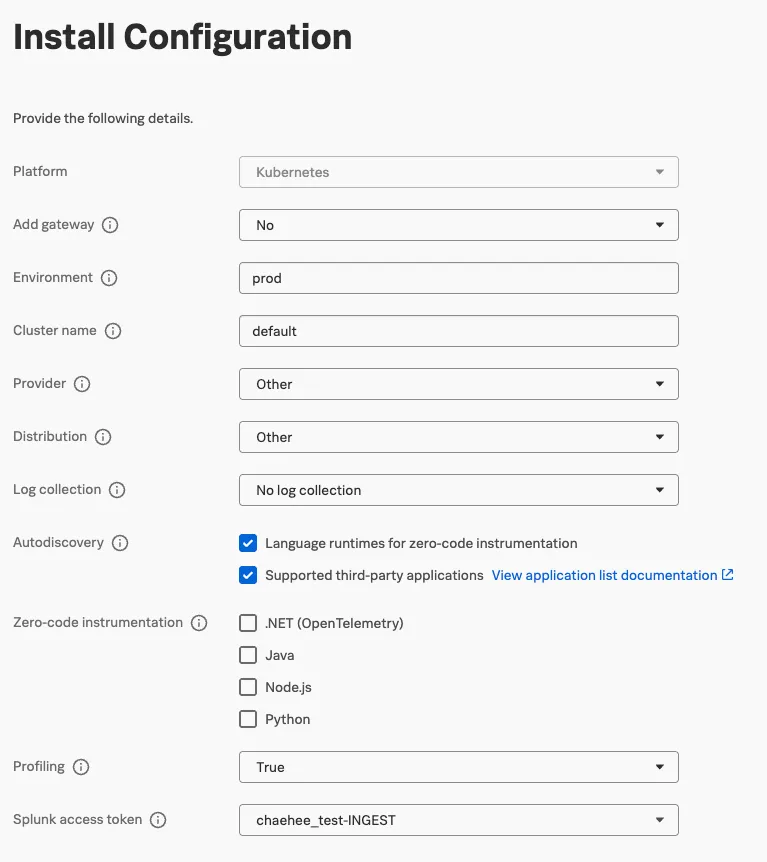 Install Configuration
Provide the following details.
Platform Kubernetes
Add gateway No
Environment prod
Cluster name default
Provider Other
Distribution Other
Log collection No log collection
Autodiscovery Language runtimes for zero-code instrumentation
Supported third-party applications View application list documentation
Zero-code instrumentation .NET (OpenTelemetry)
Java
Node.js
Python
Profiling True
Splunk access token chaehee_test-INGEST